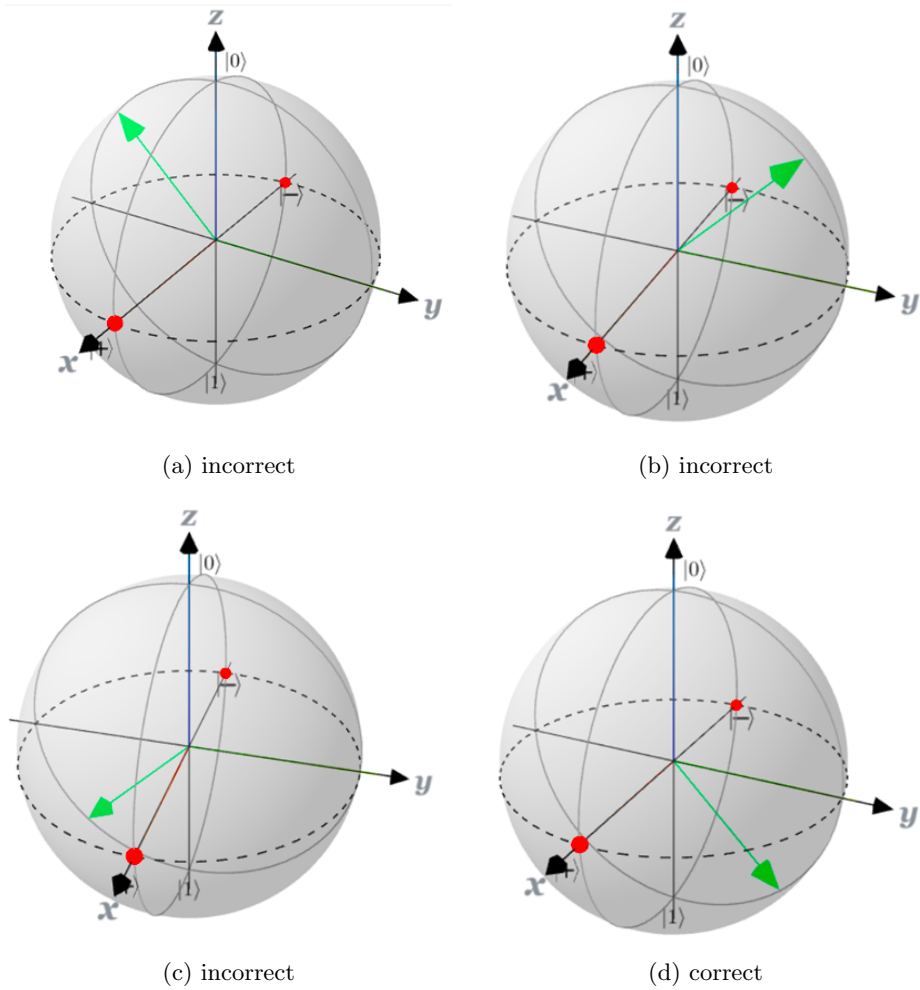 z
|0⟩
|−⟩
y
x
|+⟩
|1⟩
(a) incorrect
z
|0⟩
|−⟩
y
x
|+⟩
|1⟩
(b) incorrect
z
|0⟩
|−⟩
y
x
|+⟩
|1⟩
(c) incorrect
z
|0⟩
|−⟩
y
x
|+⟩
|1⟩
(d) correct